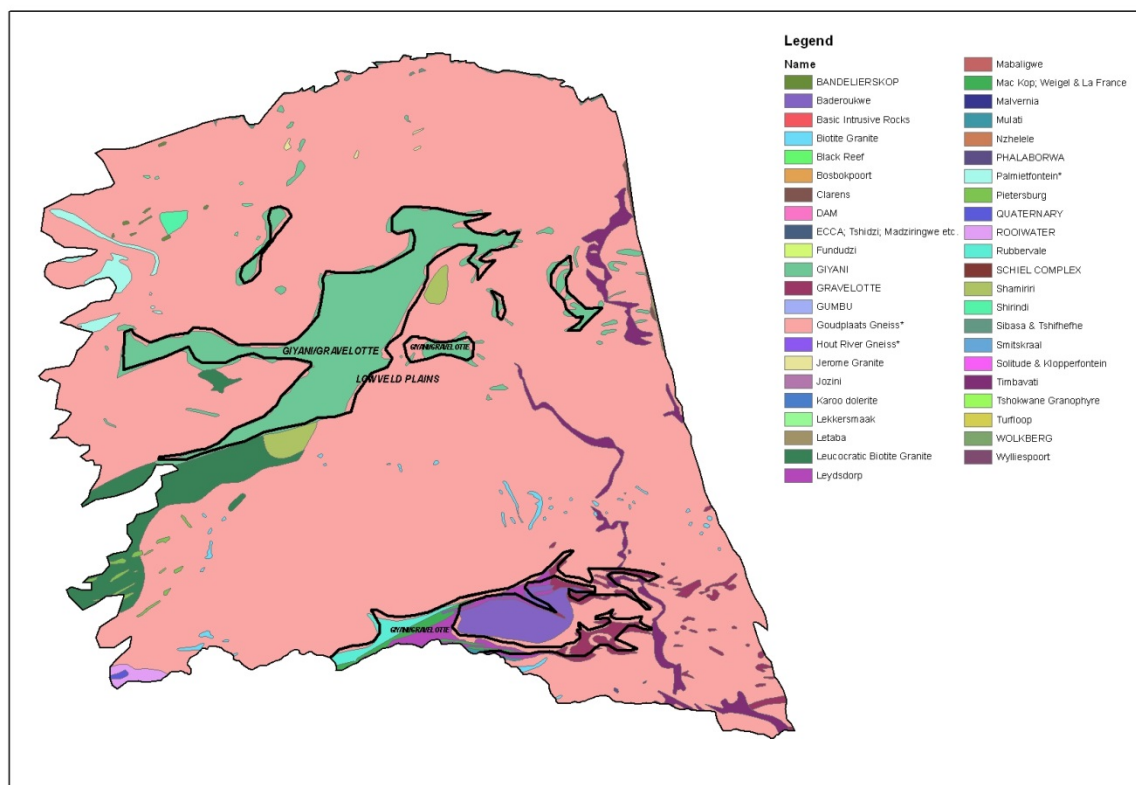 Legend
Name
BANDELIERSKOP
Baderoukwe
Basic Intrusive Rocks
Biotite Granite
Black Reef
Bosbokpoort
Clarens
DAM
ECCA; Tshidzi; Madziringwe etc.
Fundudzi
GIYANI
GRAVELOTTE
GUMBU
Goudplaats Gneiss*
Hout River Gneiss*
Jerome Granite
Jozini
Karoo dolerite
Lekkersmaak
Letaba
Leucocratic Biotite Granite
Leydsdorp
Mabaligwe
Mac Kop; Weigel & La France
Malvernia
Mulati
Nzhelele
PHALABORWA
Palmietfontein*
Pietersburg
QUATERNARY
ROOIWATER
Rubbervale
SCHIEL COMPLEX
Shamiriri
Shirindi
Sibasa & Tshifhefhe
Smitskraal
Solitude & Klopperfontein
Timbavati
Tshokwane Granophyre
Turfloop
WOLKBERG
Wylliespoort
GIYANI/GRAVELOTTE
GIYANI/GRAVELOTTE
LOWVELD PLAINS
GIYANI/GRAVELOTTE